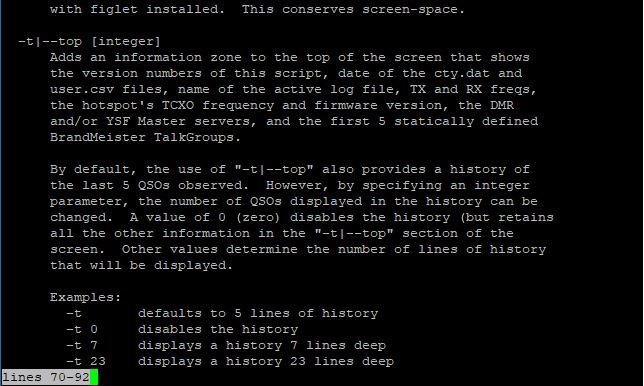 with figlet installed.  This conserves screen-space.

-t|--top [integer]
Adds an information zone to the top of the screen that shows
the version numbers of this script, date of the cty.dat and
user.csv files, name of the active log file, TX and RX freqs,
the hotspot's TCXO frequency and firmware version, the DMR
and/or YSF Master servers, and the first 5 statically defined
BrandMeister TalkGroups.

By default, the use of "-t|--top" also provides a history of
the last 5 QSOs observed.  However, by specifying an integer
parameter, the number of QSOs displayed in the history can be
changed.  A value of 0 (zero) disables the history (but retains
all the other information in the "-t|--top" section of the
screen.  Other values determine the number of lines of history
that will be displayed.

Examples:
-t       defaults to 5 lines of history
-t 0     disables the history
-t 7     displays a history 7 lines deep
-t 23    displays a history 23 lines deep
lines 70-92